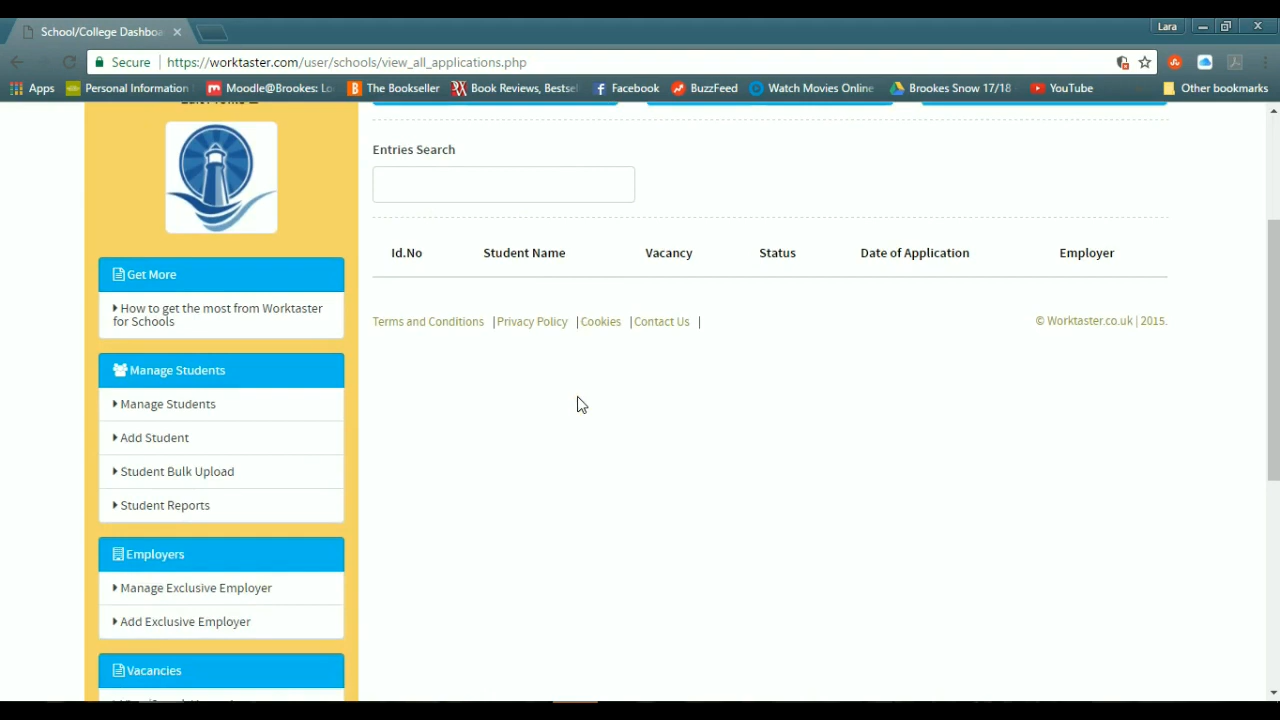 School/College Dashboa
Lara
Secure
https://worktaster.com/user/schools/view_all_applications.php
Apps
Personal Information
Moodle@Brookes: Lo
The Bookseller
Book Reviews, Bestse
Facebook
BuzzFeed
Watch Movies Online
Brookes Snow 17/18
YouTube
Other bookmarks
Get More
How to get the most from Worktaster
for Schools
Manage Students
Manage Students
Add Student
Student Bulk Upload
Student Reports
Employers
Manage Exclusive Employer
Add Exclusive Employer
Vacancies
Entries Search
Id.No Student Name Vacancy Status Date of Application Employer
Terms and Conditions | Privacy Policy | Cookies | Contact Us |
© Worktaster.co.uk | 2015.